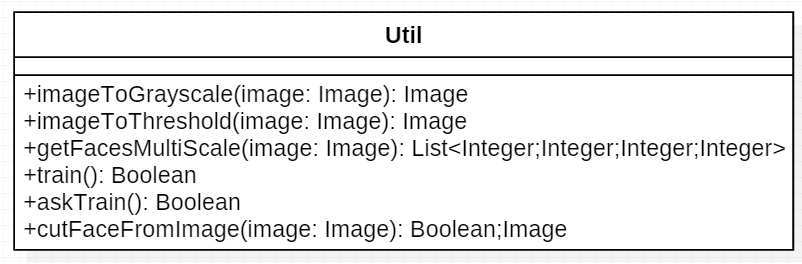 Util
+imageToGrayscale(image: Image): Image
+imageToThreshold(image: Image): Image
+getFacesMultiScale(image: Image): List<Integer;Integer;Integer;Integer>
+train(): Boolean
+askTrain(): Boolean
+cutFaceFromImage(image: Image): Boolean;Image